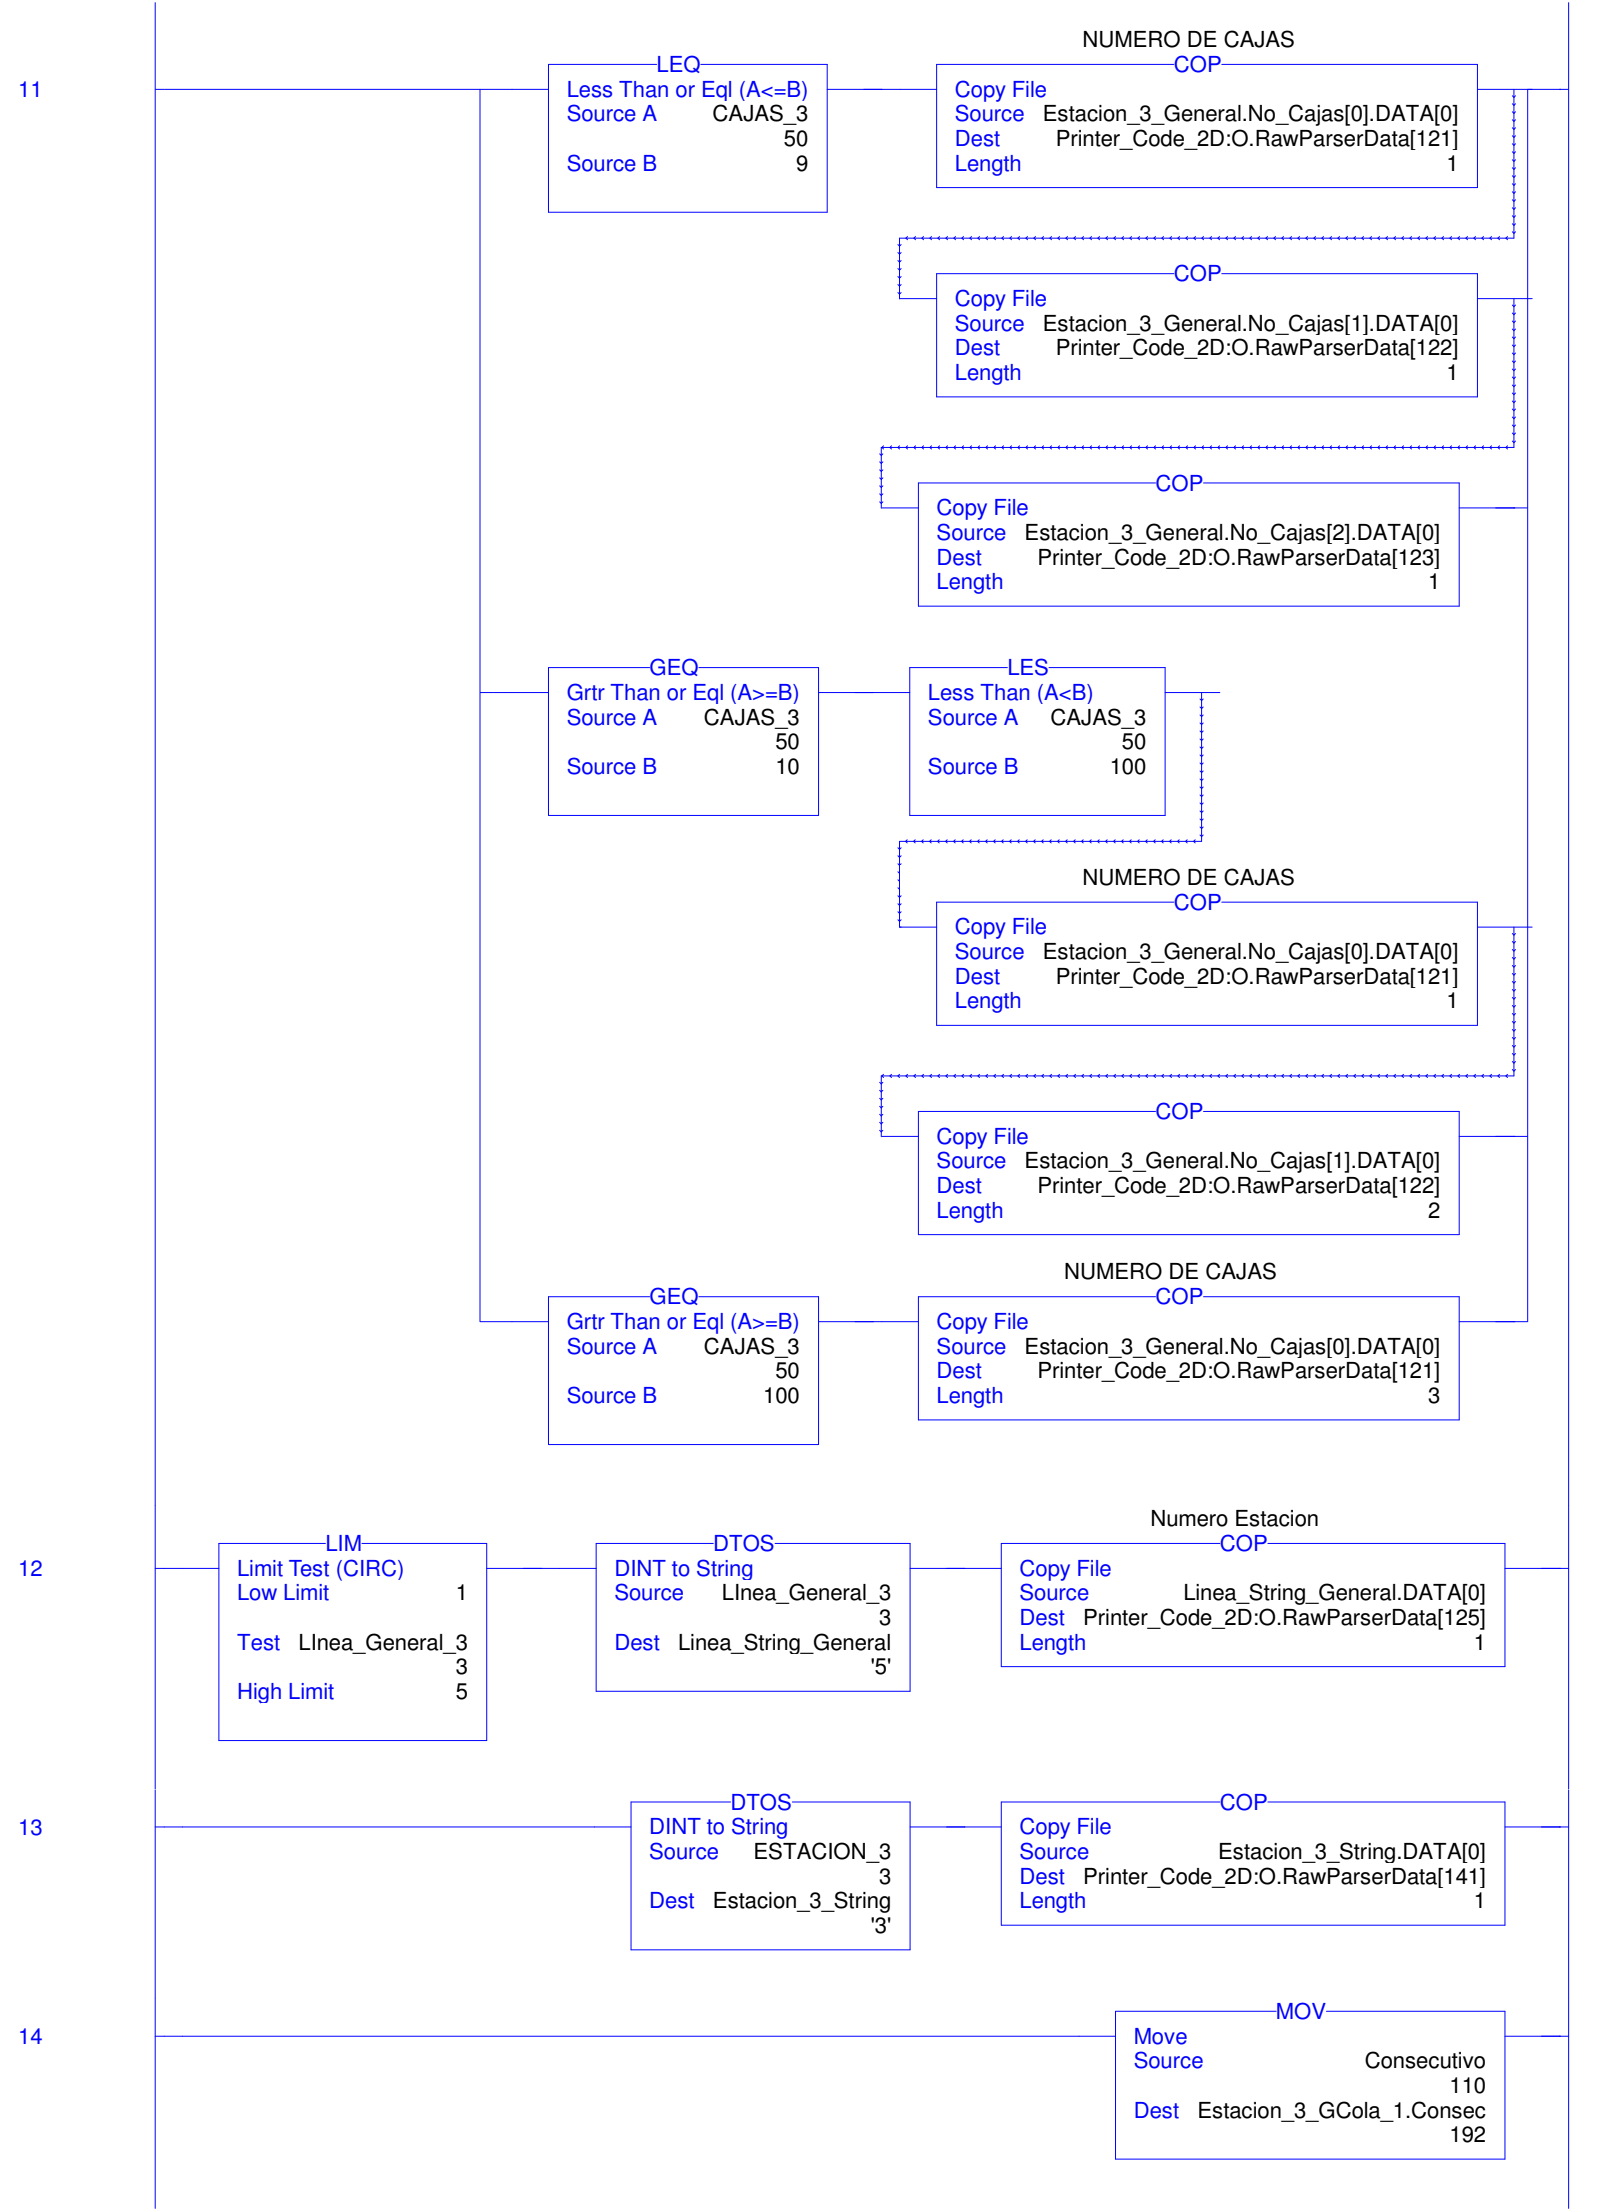 NUMERO DE CAJAS
11
LEQ
Less Than or Eql (A<=B)
Source A CAJAS_3
50
Source B 9
COP
Copy File
Source Estacion_3_General.No_Cajas[0].DATA[0]
Dest Printer_Code_2D:O.RawParserData[121]
Length 1
COP
Copy File
Source Estacion_3_General.No_Cajas[1].DATA[0]
Dest Printer_Code_2D:O.RawParserData[122]
Length 1
COP
Copy File
Source Estacion_3_General.No_Cajas[2].DATA[0]
Dest Printer_Code_2D:O.RawParserData[123]
Length 1
GEQ
Grtr Than or Eql (A>=B)
Source A CAJAS_3
50
Source B 10
LES
Less Than (A<B)
Source A CAJAS_3
50
Source B 100
NUMERO DE CAJAS
COP
Copy File
Source Estacion_3_General.No_Cajas[0].DATA[0]
Dest Printer_Code_2D:O.RawParserData[121]
Length 1
COP
Copy File
Source Estacion_3_General.No_Cajas[1].DATA[0]
Dest Printer_Code_2D:O.RawParserData[122]
Length 2
GEQ
Grtr Than or Eql (A>=B)
Source A CAJAS_3
50
Source B 100
NUMERO DE CAJAS
COP
Copy File
Source Estacion_3_General.No_Cajas[0].DATA[0]
Dest Printer_Code_2D:O.RawParserData[121]
Length 3
12
LIM
Limit Test (CIRC)
Low Limit 1
Test LInea_General_3
3
High Limit 5
DTOS
DINT to String
Source LInea_General_3
3
Dest Linea_String_General
'5'
Numero Estacion
COP
Copy File
Source Linea_String_General.DATA[0]
Dest Printer_Code_2D:O.RawParserData[125]
Length 1
13
DTOS
DINT to String
Source ESTACION_3
3
Dest Estacion_3_String
'3'
COP
Copy File
Source Estacion_3_String.DATA[0]
Dest Printer_Code_2D:O.RawParserData[141]
Length 1
14
MOV
Move
Source Consecutivo
110
Dest Estacion_3_GCola_1.Consec
192